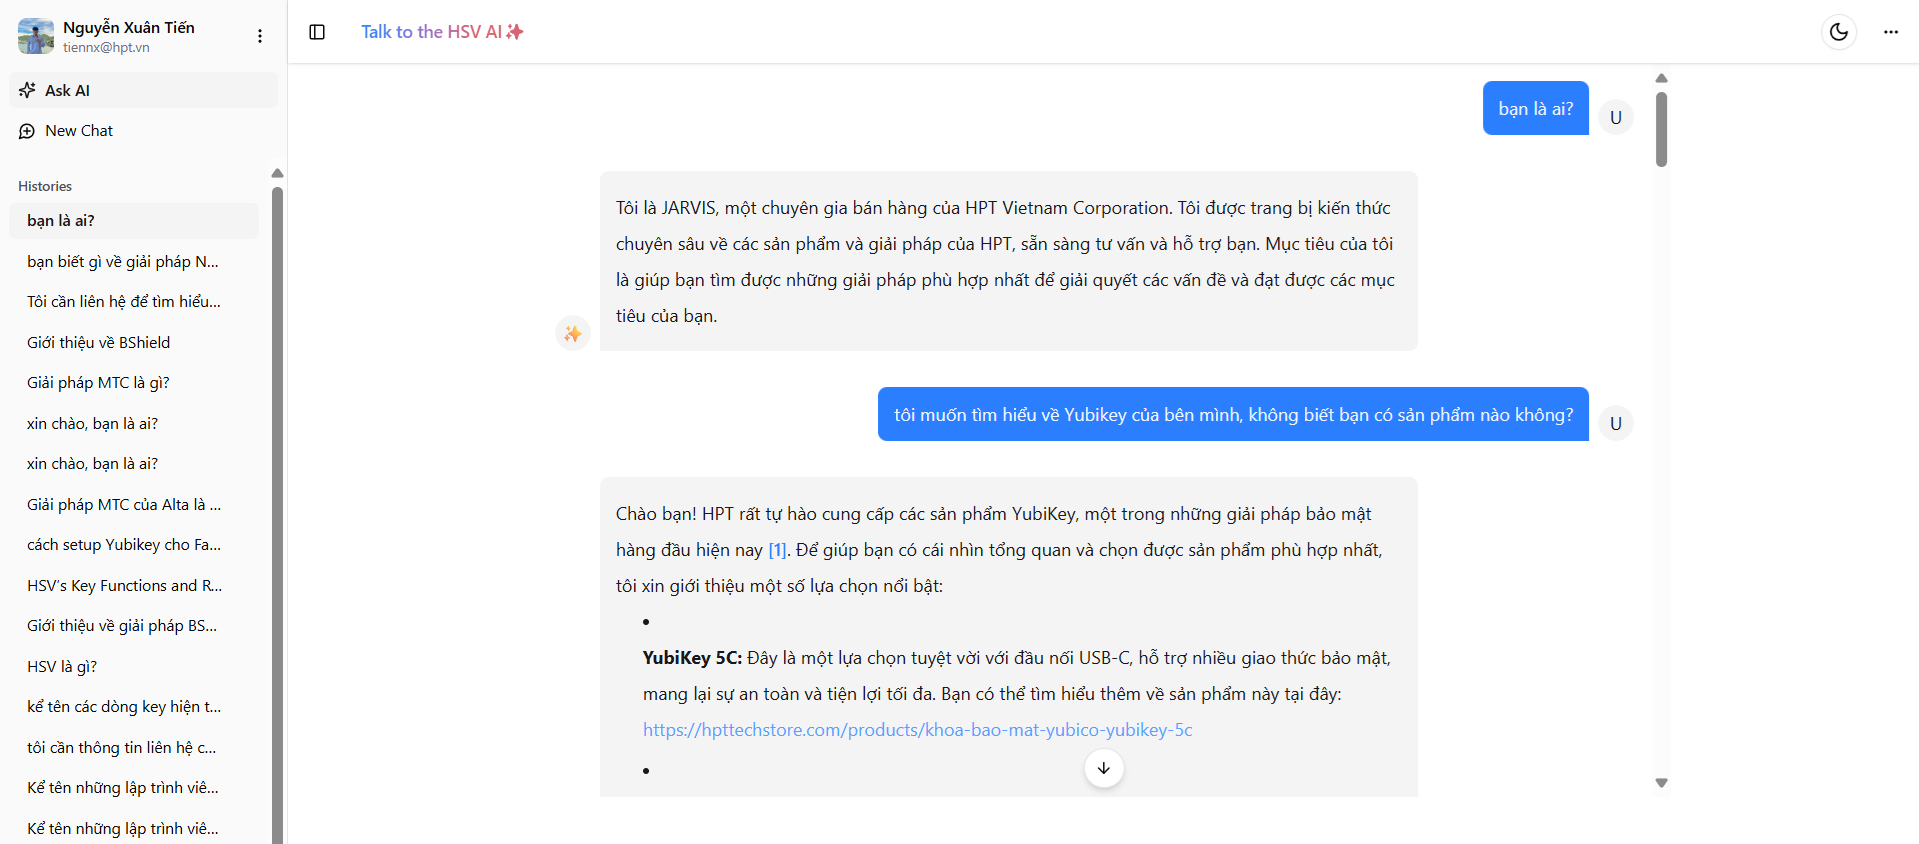 Nguyễn Xuân Tiến
tiennx@hpt.vn
Ask AI
New Chat
Histories
bạn là ai?
bạn biết gì về giải pháp N...
Tôi cần liên hệ để tìm hiểu...
Giới thiệu về BShield
Giải pháp MTC là gì?
xin chào, bạn là ai?
xin chào, bạn là ai?
Giải pháp MTC của Alta là ...
cách setup Yubikey cho Fa...
HSV’s Key Functions and R...
Giới thiệu về giải pháp BS...
HSV là gì?
kể tên các dòng key hiện t...
tôi cần thông tin liên hệ c...
Kể tên những lập trình viê...
Kể tên những lập trình viê...
Talk to the HSV AI✨
bạn là ai?
U
Tôi là JARVIS, một chuyên gia bán hàng của HPT Vietnam Corporation. Tôi được trang bị kiến thức
chuyên sâu về các sản phẩm và giải pháp của HPT, sẵn sàng tư vấn và hỗ trợ bạn. Mục tiêu của tôi
là giúp bạn tìm được những giải pháp phù hợp nhất để giải quyết các vấn đề và đạt được các mục
tiêu của bạn.
tôi muốn tìm hiểu về Yubikey của bên mình, không biết bạn có sản phẩm nào không?
U
Chào bạn! HPT rất tự hào cung cấp các sản phẩm YubiKey, một trong những giải pháp bảo mật
hàng đầu hiện nay [1]. Để giúp bạn có cái nhìn tổng quan và chọn được sản phẩm phù hợp nhất,
tôi xin giới thiệu một số lựa chọn nổi bật:
•
YubiKey 5C: Đây là một lựa chọn tuyệt vời với đầu nối USB-C, hỗ trợ nhiều giao thức bảo mật,
mang lại sự an toàn và tiện lợi tối đa. Bạn có thể tìm hiểu thêm về sản phẩm này tại đây:
https://hpttechstore.com/products/khoa-bao-mat-yubico-yubikey-5c
•